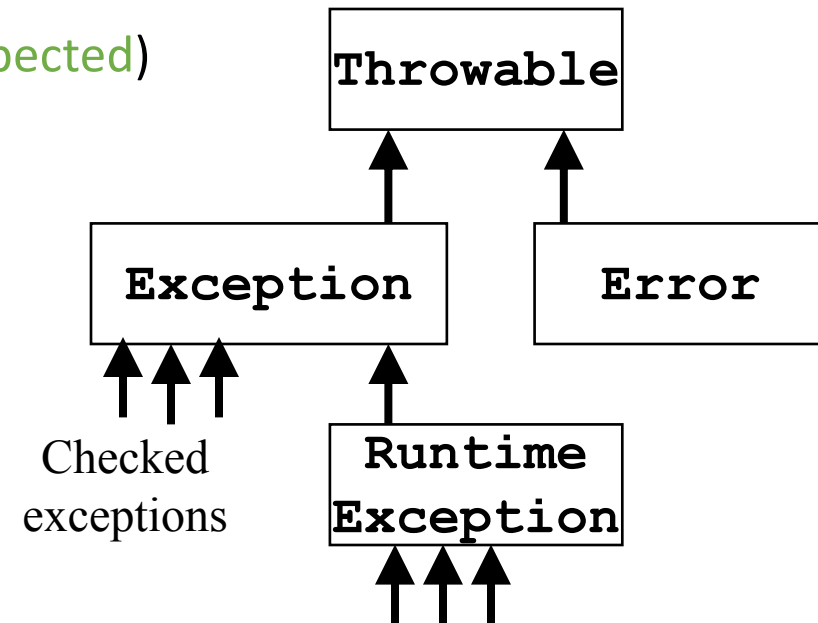 pected)
Throwable
Exception
Error
Checked
exceptions
Runtime
Exception